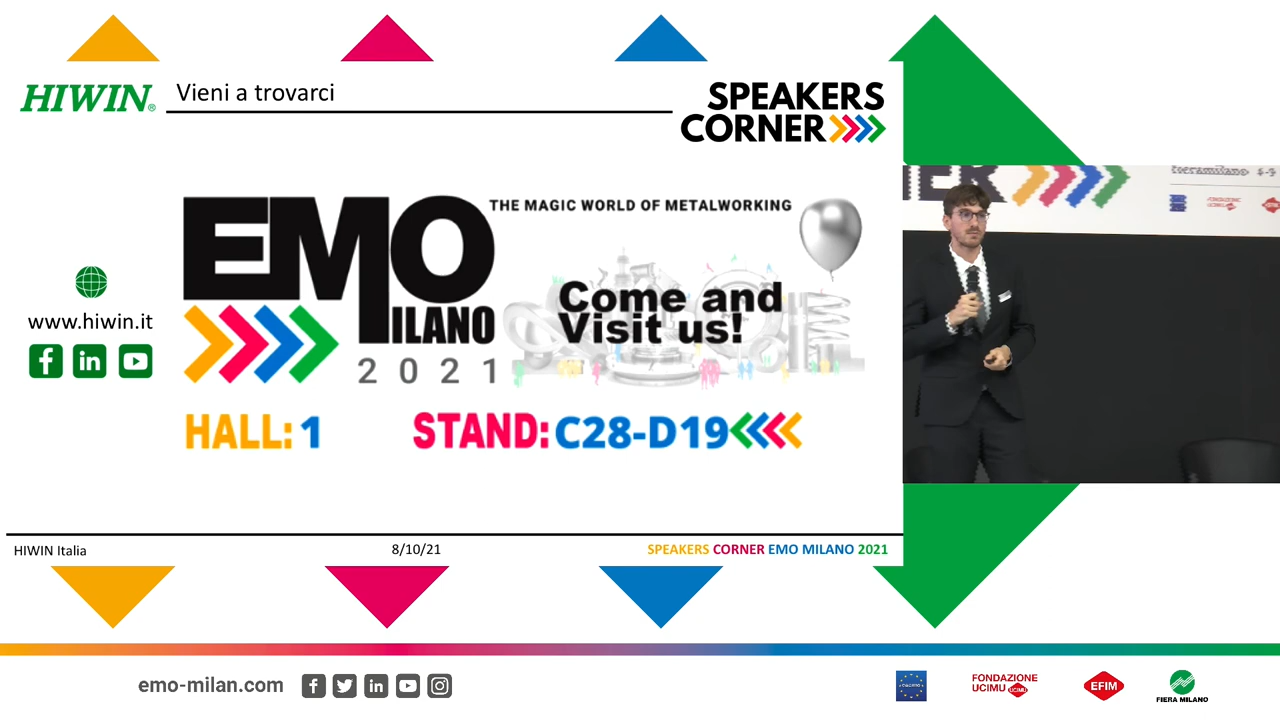 HIWIN®
Vieni a trovarci
SPEAKERS
CORNER
EMO
MILANO
2021
THE MAGIC WORLD OF METALWORKING
Come and
Visit us!
www.hiwin.it
HALL: 1
STAND: C28-D19
HIWIN Italia
8/10/21
SPEAKERS CORNER EMO MILANO 2021
emo-milan.com
FONDAZIONE
UCIMU
UCIMU
EFIM
FIERA MILANO